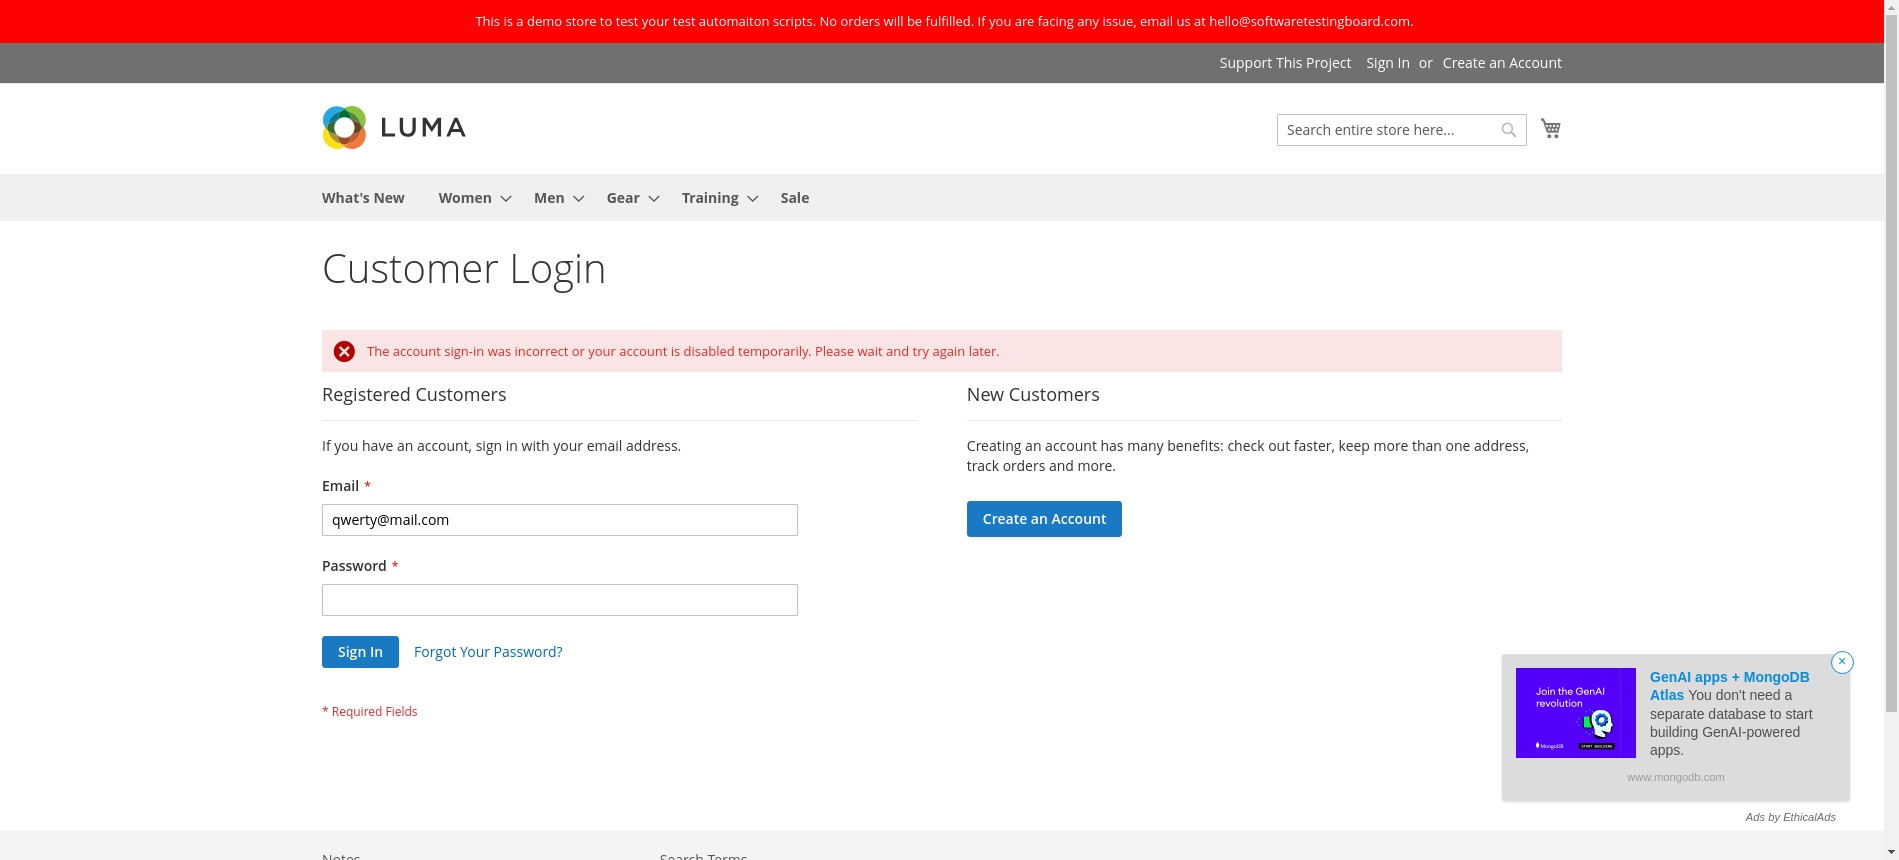 This is a demo store to test your test automaiton scripts. No orders will be fulfilled. If you are facing any issue, email us at hello@softwaretestingboard.com.
Support This Project Sign In or Create an Account
LUMA
Search entire store here...
What's New Women Men Gear Training Sale
Customer Login
The account sign-in was incorrect or your account is disabled temporarily. Please wait and try again later.
Registered Customers
If you have an account, sign in with your email address.
Email *
qwerty@mail.com
Password *
Sign In Forgot Your Password?
* Required Fields
New Customers
Creating an account has many benefits: check out faster, keep more than one address,
track orders and more.
Create an Account
Join the GenAI
revolution
MongoDB
START BUILDING
GenAI apps + MongoDB
Atlas You don't need a
separate database to start
building GenAI-powered
apps.
www.mongodb.com
Ads by EthicalAds
Notes Search Terms